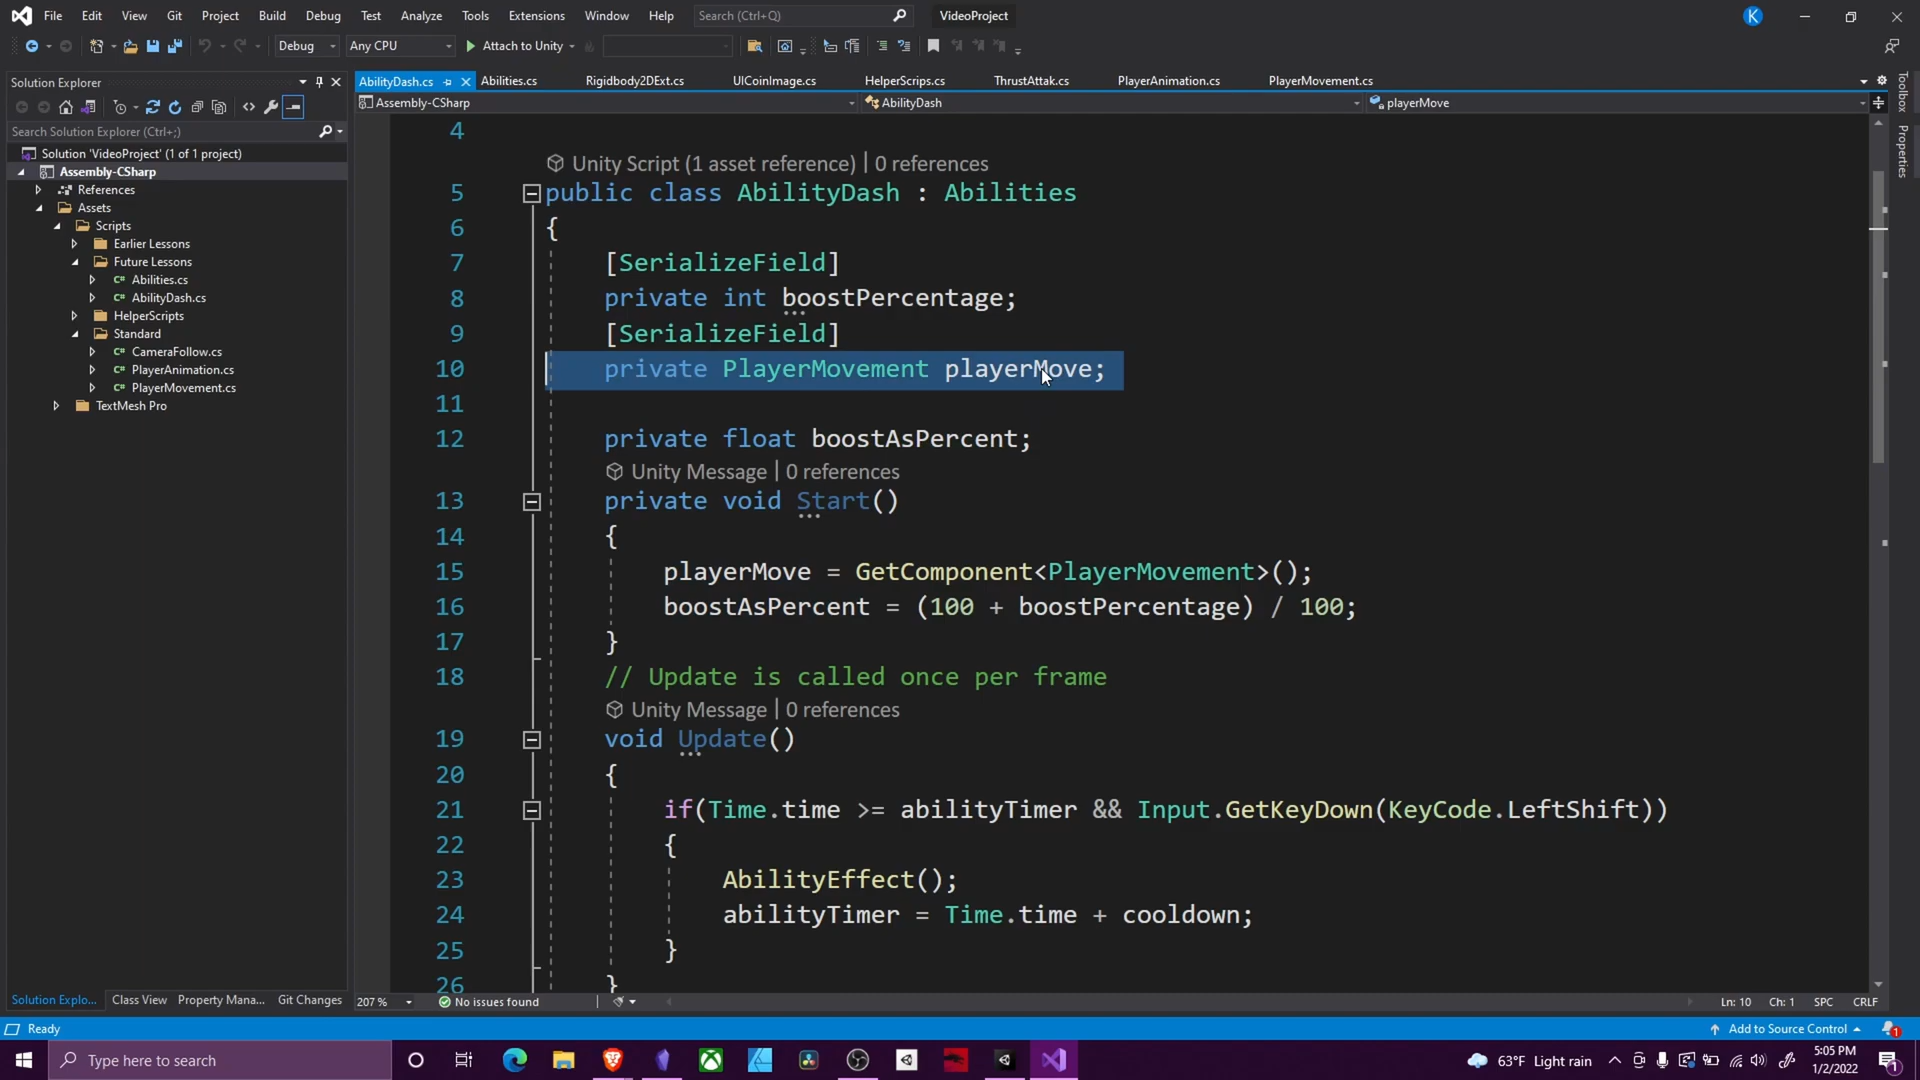 File Edit View Git Project Build Debug Test Analyze Tools Extensions Window Help Search (Ctrl+Q) VideoProject K
Debug Any CPU Attach to Unity
Solution Explorer
AbilityDash.cs Abilities.cs Rigidbody2DExt.cs UICoinImage.cs HelperScrips.cs ThrustAttak.cs PlayerAnimation.cs PlayerMovement.cs
Assembly-CSharp AbilityDash playerMove
Toolbox
Properties
Search Solution Explorer (Ctrl+;)
Solution 'VideoProject' (1 of 1 project)
Assembly-CSharp
References
Assets
Scripts
Earlier Lessons
Future Lessons
C# Abilities.cs
C# AbilityDash.cs
HelperScripts
Standard
C# CameraFollow.cs
C# PlayerAnimation.cs
C# PlayerMovement.cs
TextMesh Pro
4
Unity Script (1 asset reference) | 0 references
5 public class AbilityDash : Abilities
6 {
7 [SerializeField]
8 private int boostPercentage;
9 [SerializeField]
10 private PlayerMovement playerMove;
11
12 private float boostAsPercent;
Unity Message | 0 references
13 private void Start()
14 {
15 playerMove = GetComponent<PlayerMovement>();
16 boostAsPercent = (100 + boostPercentage) / 100;
17 }
18 // Update is called once per frame
Unity Message | 0 references
19 void Update()
20 {
21 if(Time.time >= abilityTimer && Input.GetKeyDown(KeyCode.LeftShift))
22 {
23 AbilityEffect();
24 abilityTimer = Time.time + cooldown;
25 }
26 }
Solution Explo... Class View Property Mana... Git Changes 207 % No issues found Ln: 10 Ch: 1 SPC CRLF
Ready Add to Source Control 1
Type here to search 63°F Light rain 5:05 PM
1/2/2022 1